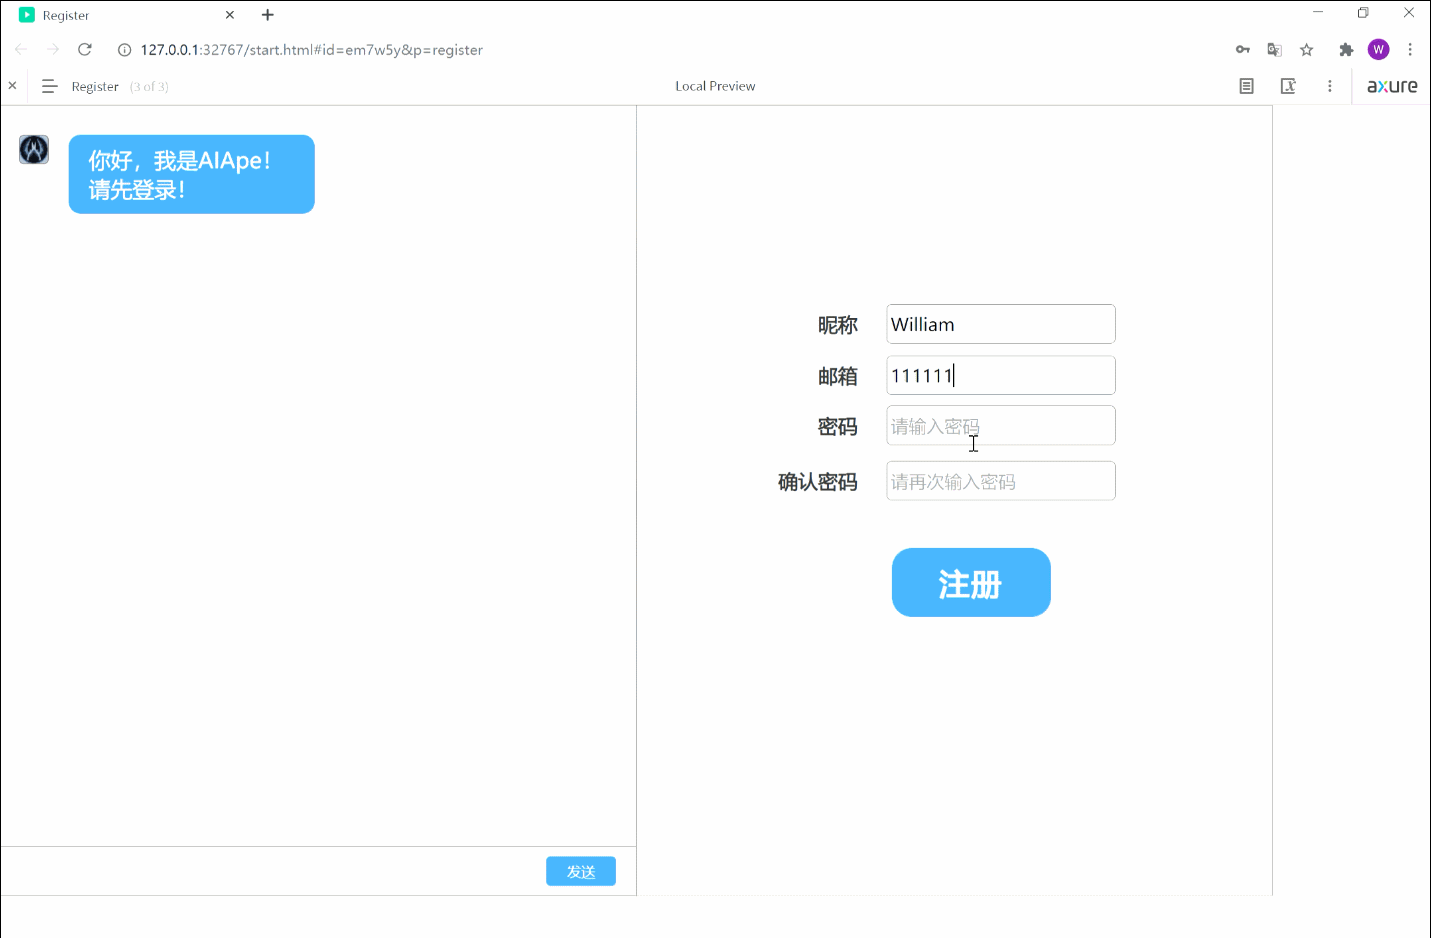 Register
127.0.0.1:32767/start.html#id=em7w5y&p=register
W
Register (3 of 3)
Local Preview
axure
你好，我是AIApe！
请先登录！
昵称 William
邮箱 111111
密码 请输入密码
确认密码 请再次输入密码
注册
发送